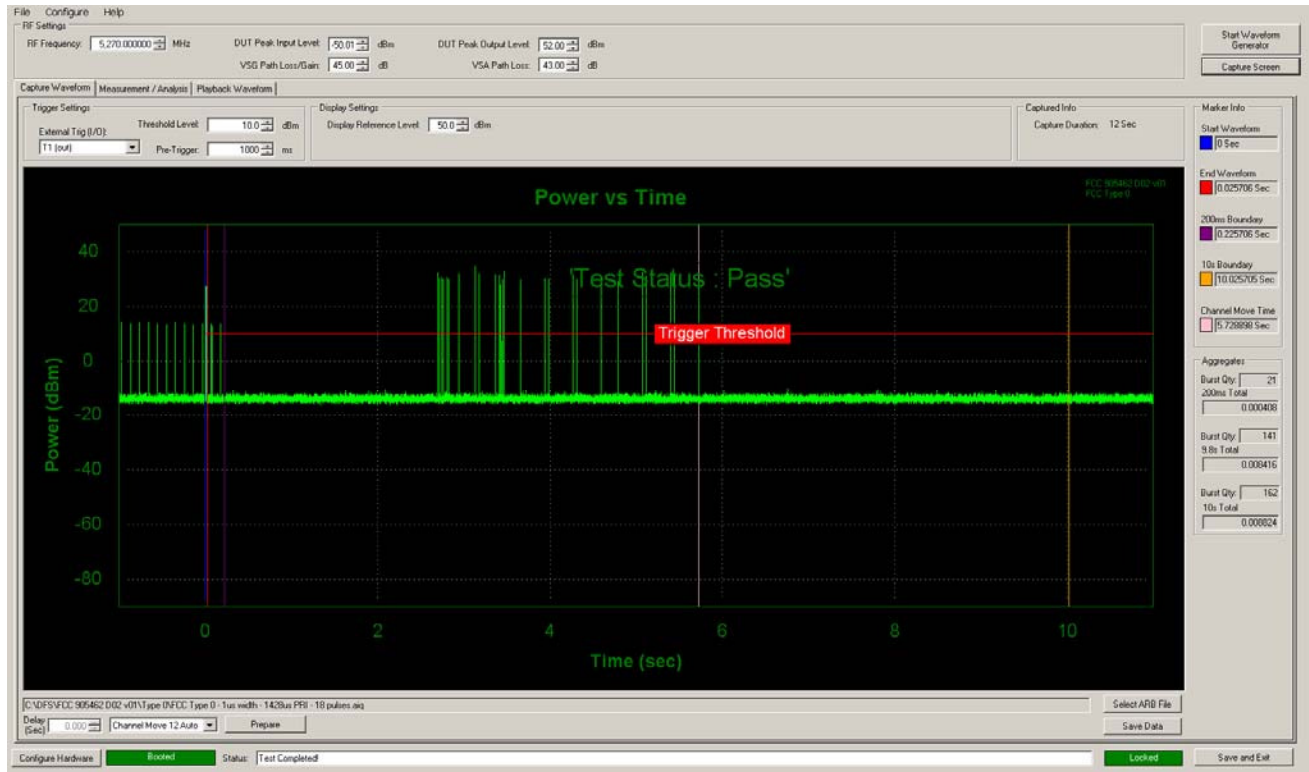 File Configure Help
RF Settings
RF Frequency: 5,270.000000 MHz DUT Peak Input Level: -50.01 dBm DUT Peak Output Level: 52.00 dBm
VSG Path Loss/Gain: 45.00 dB VSA Path Loss: 43.00 dB
Start Waveform
Generator
Capture Screen
Capture Waveform Measurement / Analysis Playback Waveform
Trigger Settings
External Trig (I/O):
T1 (out)
Threshold Level: 10.0 dBm
Pre-Trigger: 1000 ms
Display Settings
Display Reference Level: 50.0 dBm
Captured Info
Capture Duration: 12 Sec
Marker Info
Start Waveform
0 Sec
End Waveform
0.025706 Sec
200ms Boundary
0.225706 Sec
10s Boundary
10.025705 Sec
Channel Move Time
5.728898 Sec
Aggregates
Burst Qty: 21
200ms Total
0.000408
Burst Qty: 141
9.8s Total
0.008416
Burst Qty: 162
10s Total
0.008824
Power vs Time
FCC 905462 D02 v01
FCC Type 0
'Test Status : Pass'
Trigger Threshold
Power (dBm)
40
20
0
-20
-40
-60
-80
0 2 4 6 8 10
Time (sec)
C:\DFS\FCC 905462 D02 v01\Type 0\FCC Type 0 - 1us width - 1428us PRI - 18 pulses.aiq
Select ARB File
Delay
(Sec) 0.000 Channel Move 12 Auto Prepare
Save Data
Configure Hardware Booted Status: Test Completed! Locked Save and Exit